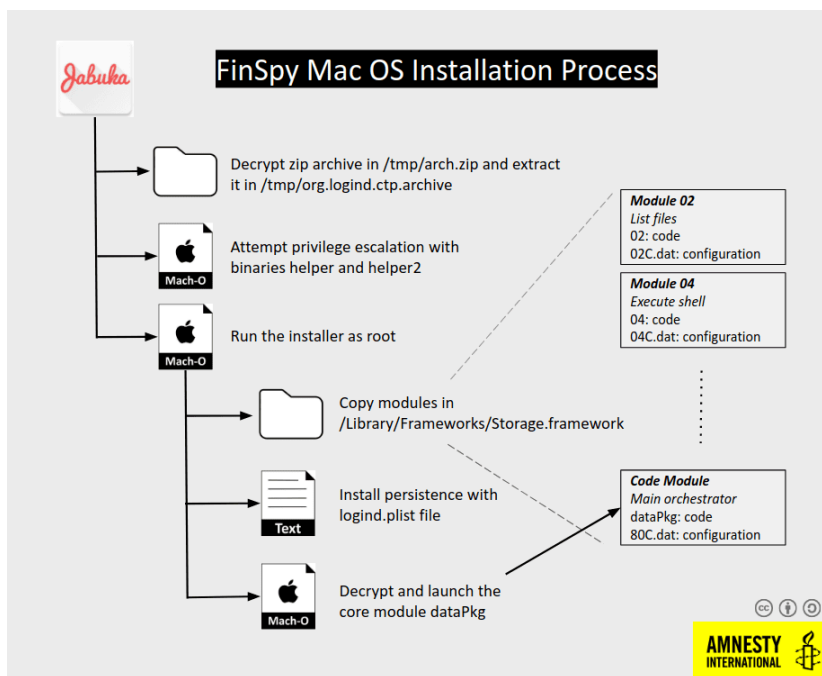 Jabuka
FinSpy Mac OS Installation Process
Decrypt zip archive in /tmp/arch.zip and extract
it in /tmp/org.logind.ctp.archive
Mach-O
Attempt privilege escalation with
binaries helper and helper2
Mach-O
Run the installer as root
Copy modules in
/Library/Frameworks/Storage.framework
Text
Install persistence with
logind.plist file
Mach-O
Decrypt and launch the
core module dataPkg
Module 02
List files
02: code
02C.dat: configuration
Module 04
Execute shell
04: code
04C.dat: configuration
Code Module
Main orchestrator
dataPkg: code
80C.dat: configuration
cc
AMNESTY
INTERNATIONAL